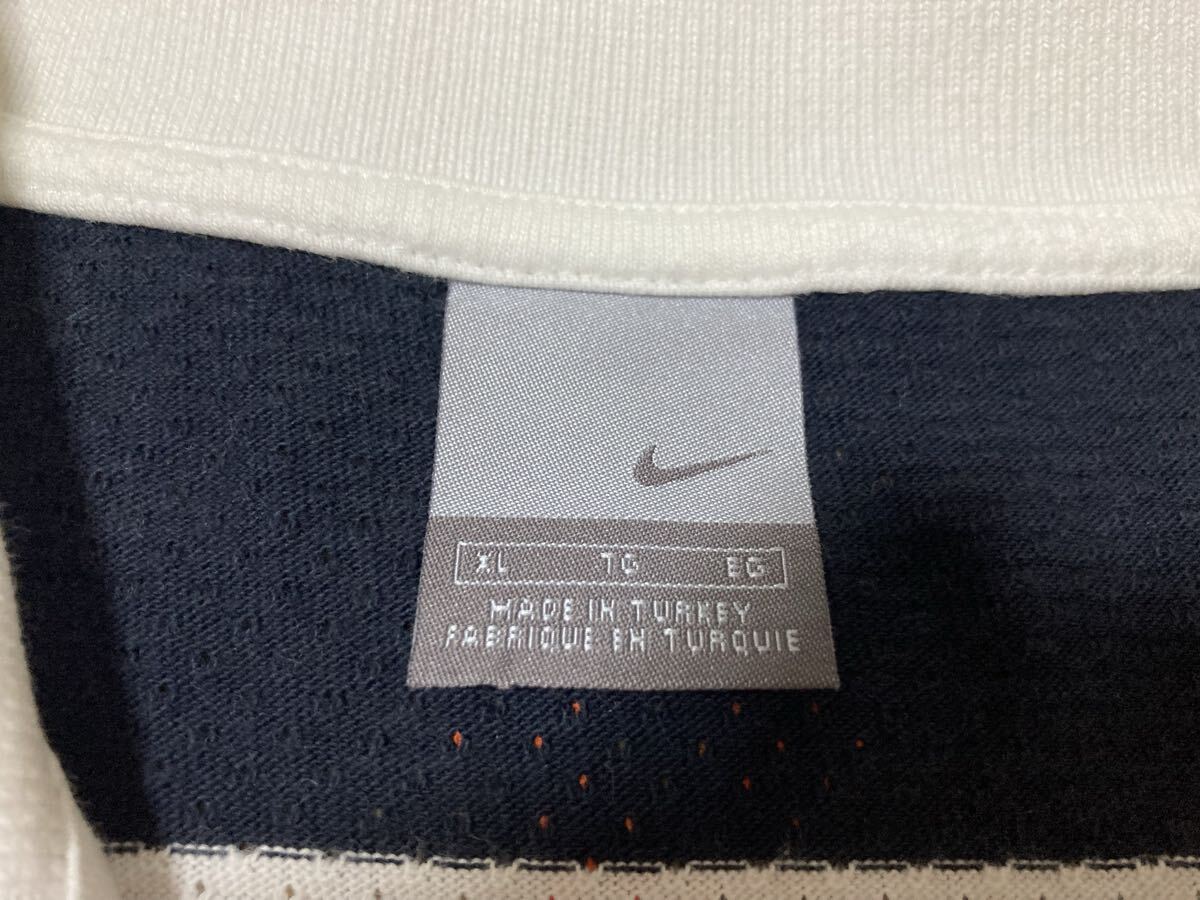 XL TG EG
MADE IN TURKEY
FABRIQUE EN TURQUIE